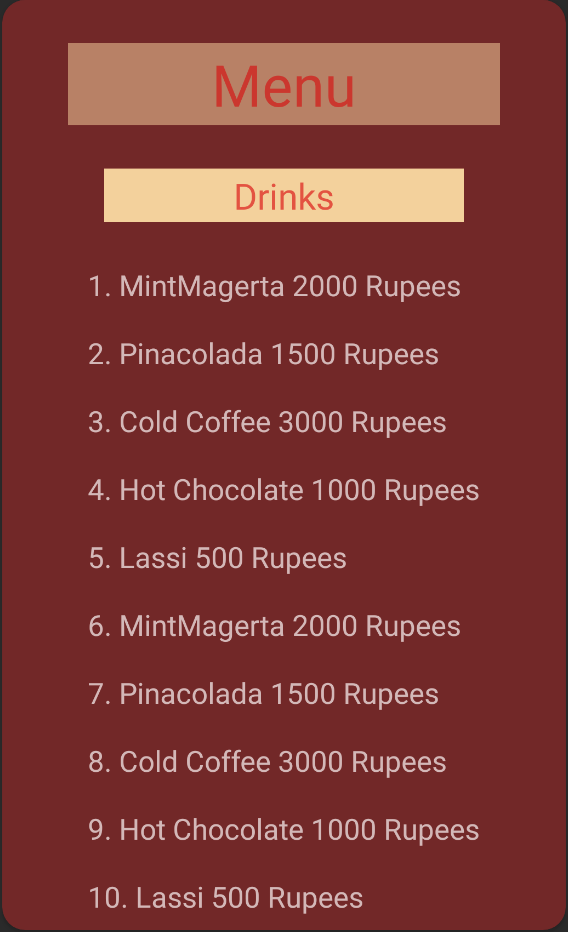 Menu
Drinks
1. MintMagerta 2000 Rupees
2. Pinacolada 1500 Rupees
3. Cold Coffee 3000 Rupees
4. Hot Chocolate 1000 Rupees
5. Lassi 500 Rupees
6. MintMagerta 2000 Rupees
7. Pinacolada 1500 Rupees
8. Cold Coffee 3000 Rupees
9. Hot Chocolate 1000 Rupees
10. Lassi 500 Rupees